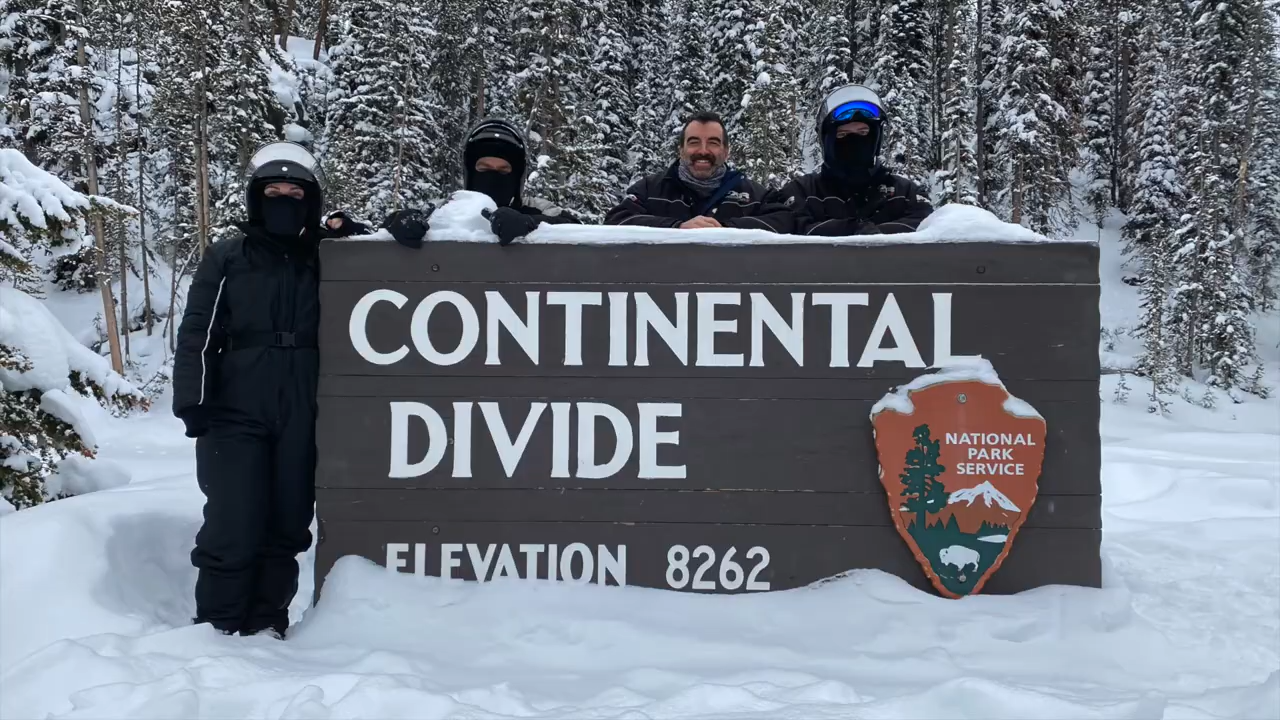 CONTINENTAL
DIVIDE
ELEVATION 8262
NATIONAL
PARK
SERVICE